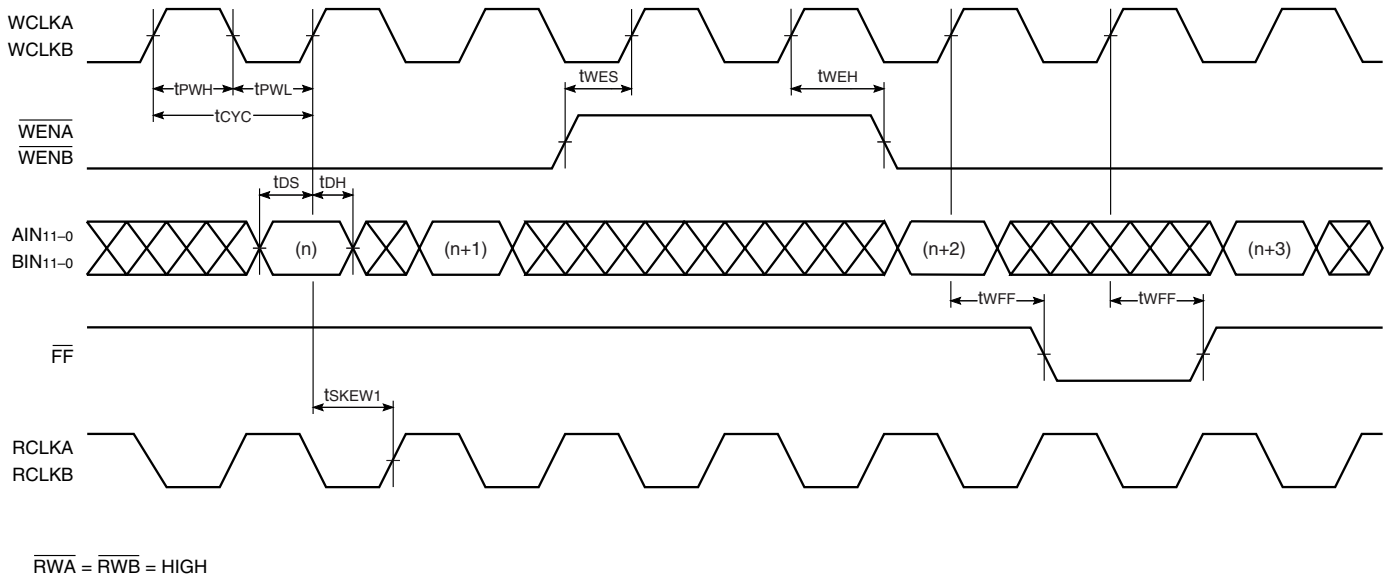 WCLKA
WCLKB
tPWH
tPWL
tWES
tWEH
tCYC
WENA
WENB
tDS
tDH
AIN11–0
BIN11–0
(n)
(n+1)
(n+2)
(n+3)
tWFF
tWFF
FF
tSKEW1
RCLKA
RCLKB
RWA = RWB = HIGH